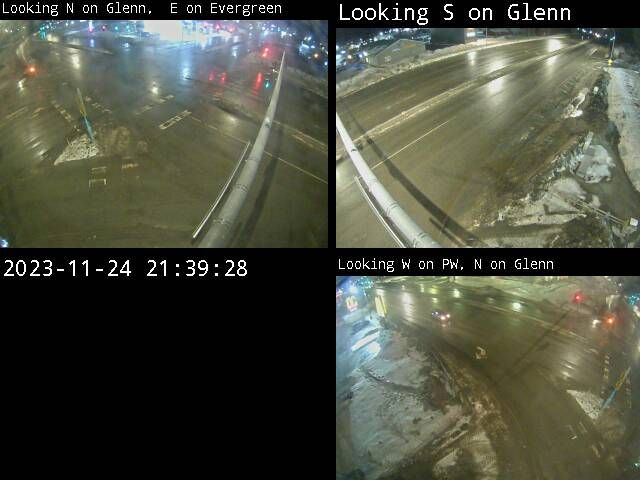 Looking N on Glenn, E on Evergreen
Looking S on Glenn
2023-11-24 21:39:28
Looking W on PW, N on Glenn